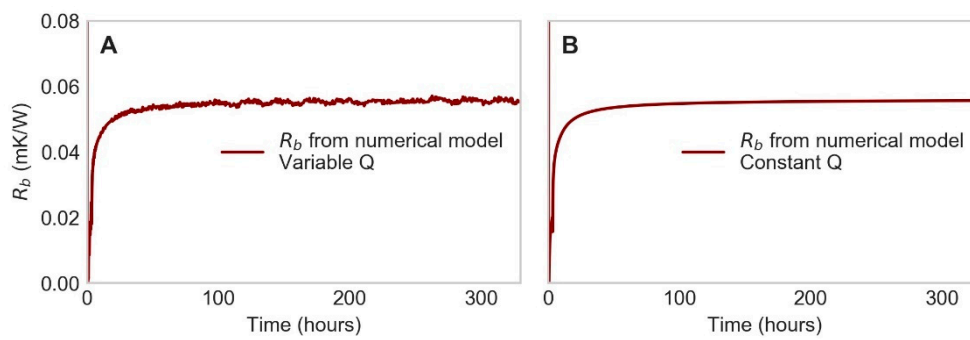 A
B
0.08
0.06
0.04
0.02
0.00
R_b (mK/W)
R_b from numerical model
Variable Q
R_b from numerical model
Constant Q
0
100
200
300
0
100
200
300
Time (hours)
Time (hours)